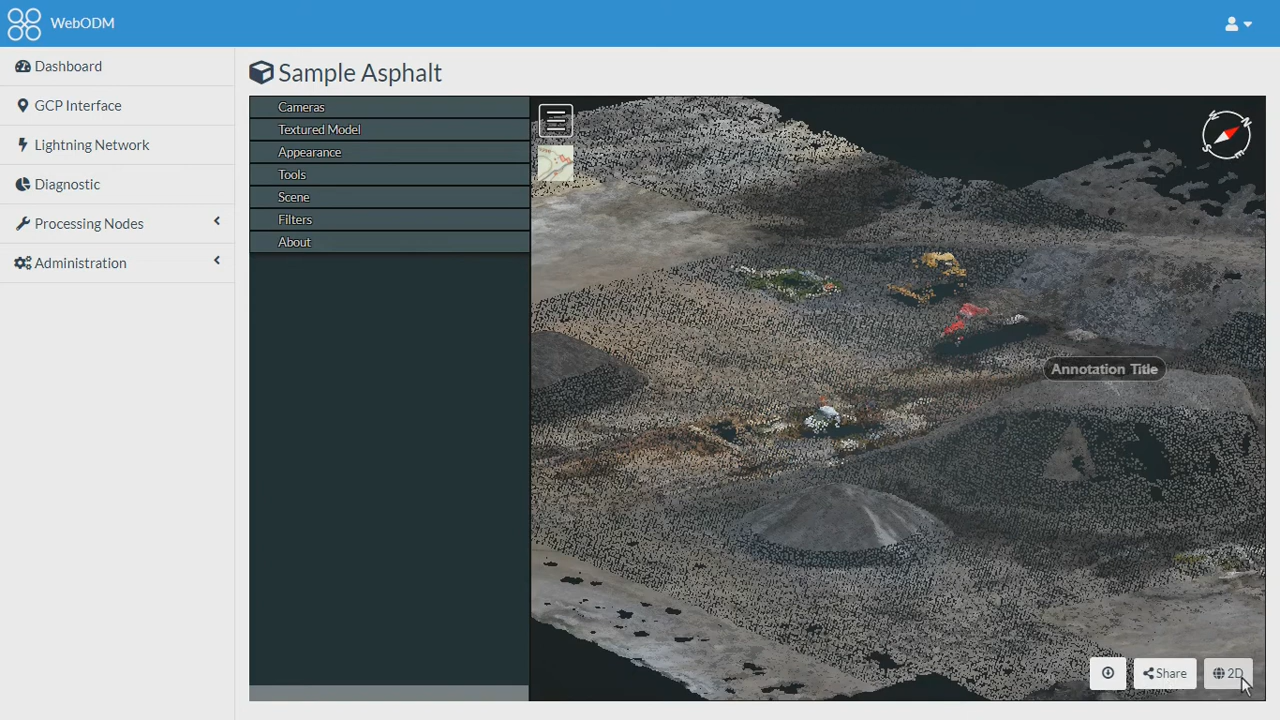 WebODM
Dashboard
GCP Interface
Lightning Network
Diagnostic
Processing Nodes
Administration
Sample Asphalt
Cameras
Textured Model
Appearance
Tools
Scene
Filters
About
Annotation Title
Share
2D